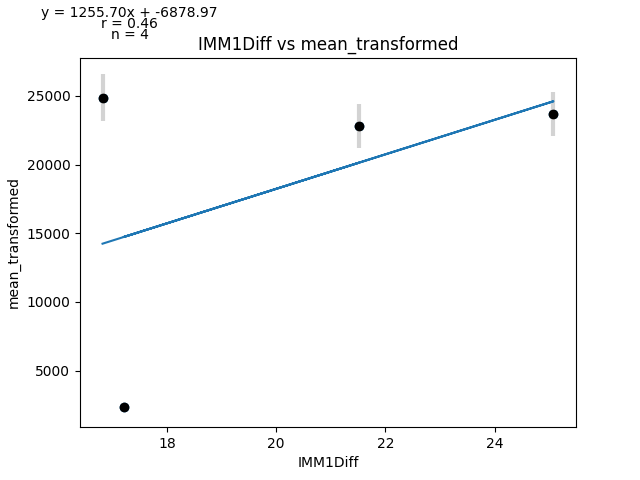 y = 1255.70x + -6878.97
r = 0.46
n = 4
IMM1Diff vs mean_transformed
25000
20000
15000
10000
5000
mean_transformed
18
20
22
24
IMM1Diff